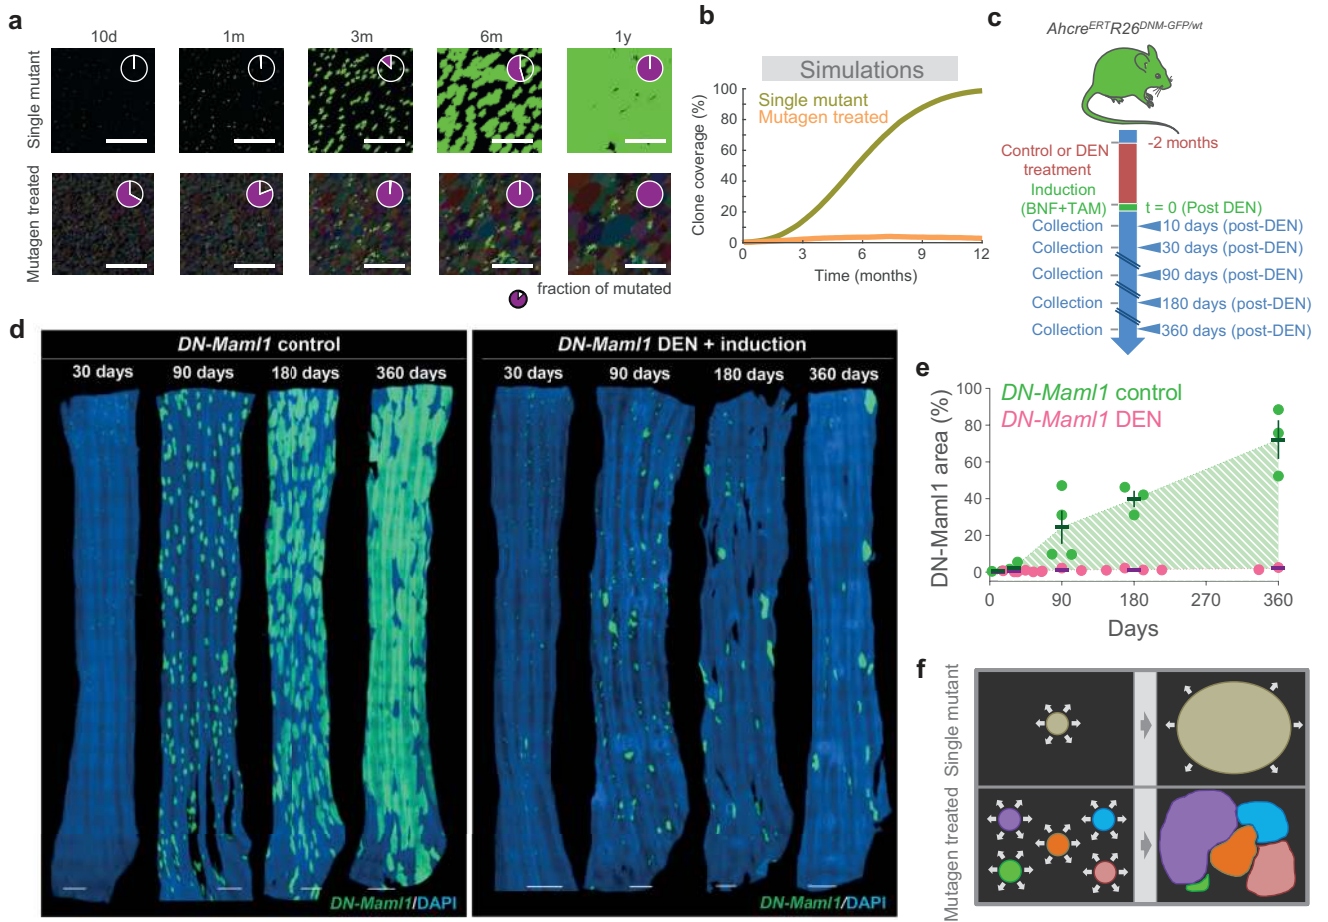 a
10d 1m 3m 6m 1y
Single mutant
Mutagen treated
fraction of mutated
b
Simulations
Single mutant
Mutagen treated
Clone coverage (%)
100
80
60
40
20
0
0 3 6 9 12
Time (months)
c
AhcreERTR26DNM-GFP/wt
-2 months
Control or DEN
treatment
Induction
(BNF+TAM)
t = 0 (Post DEN)
Collection 10 days (post-DEN)
Collection 30 days (post-DEN)
Collection 90 days (post-DEN)
Collection 180 days (post-DEN)
Collection 360 days (post-DEN)
d
DN-Maml1 control
30 days 90 days 180 days 360 days
DN-Maml1/DAPI
DN-Maml1 DEN + induction
30 days 90 days 180 days 360 days
DN-Maml1/DAPI
e
DN-Maml1 control
DN-Maml1 DEN
DN-Maml1 area (%)
100
80
60
40
20
0
0 90 180 270 360
Days
f
Single mutant
Mutagen treated